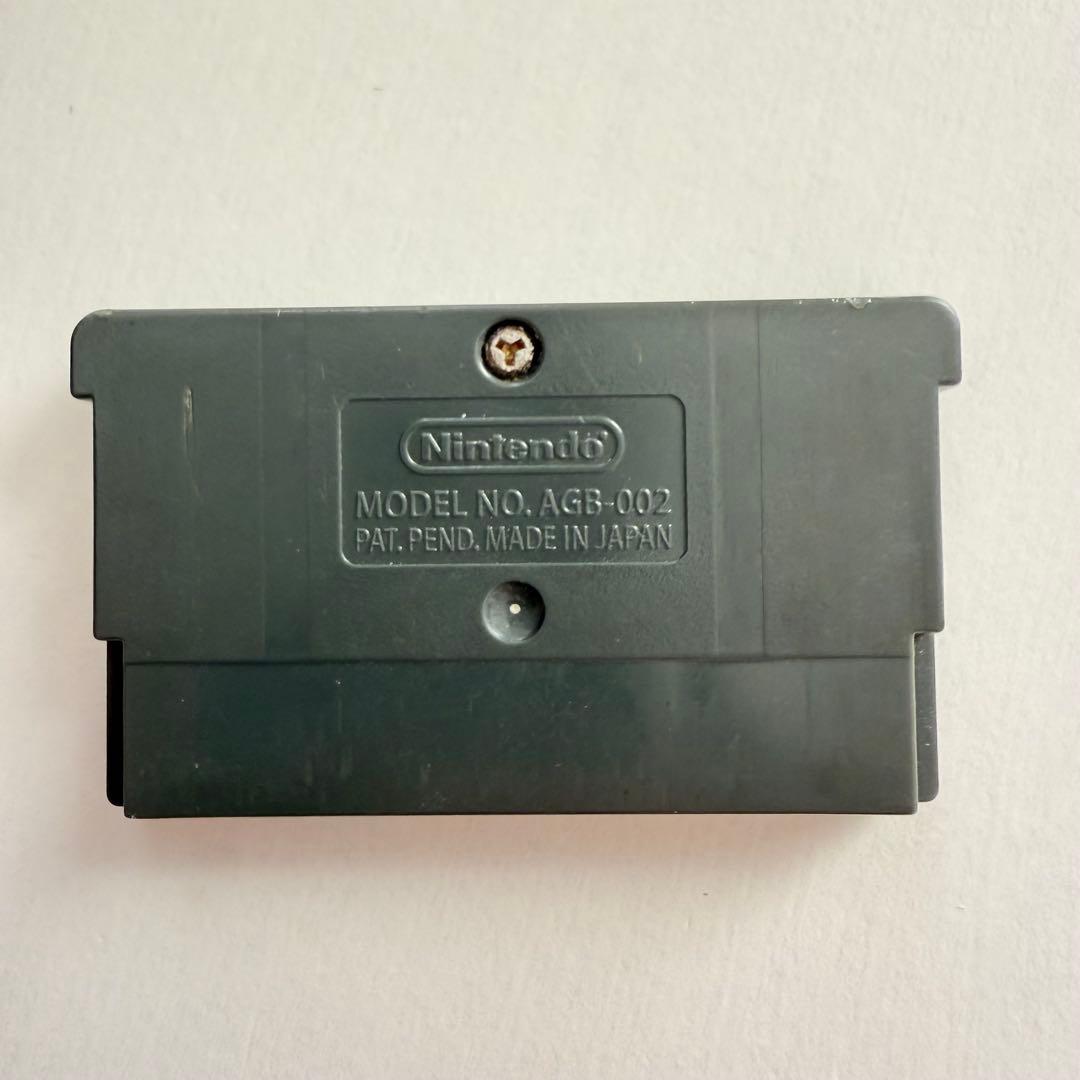 Nintendo®
MODEL NO. AGB-002
PAT. PEND. MADE IN JAPAN